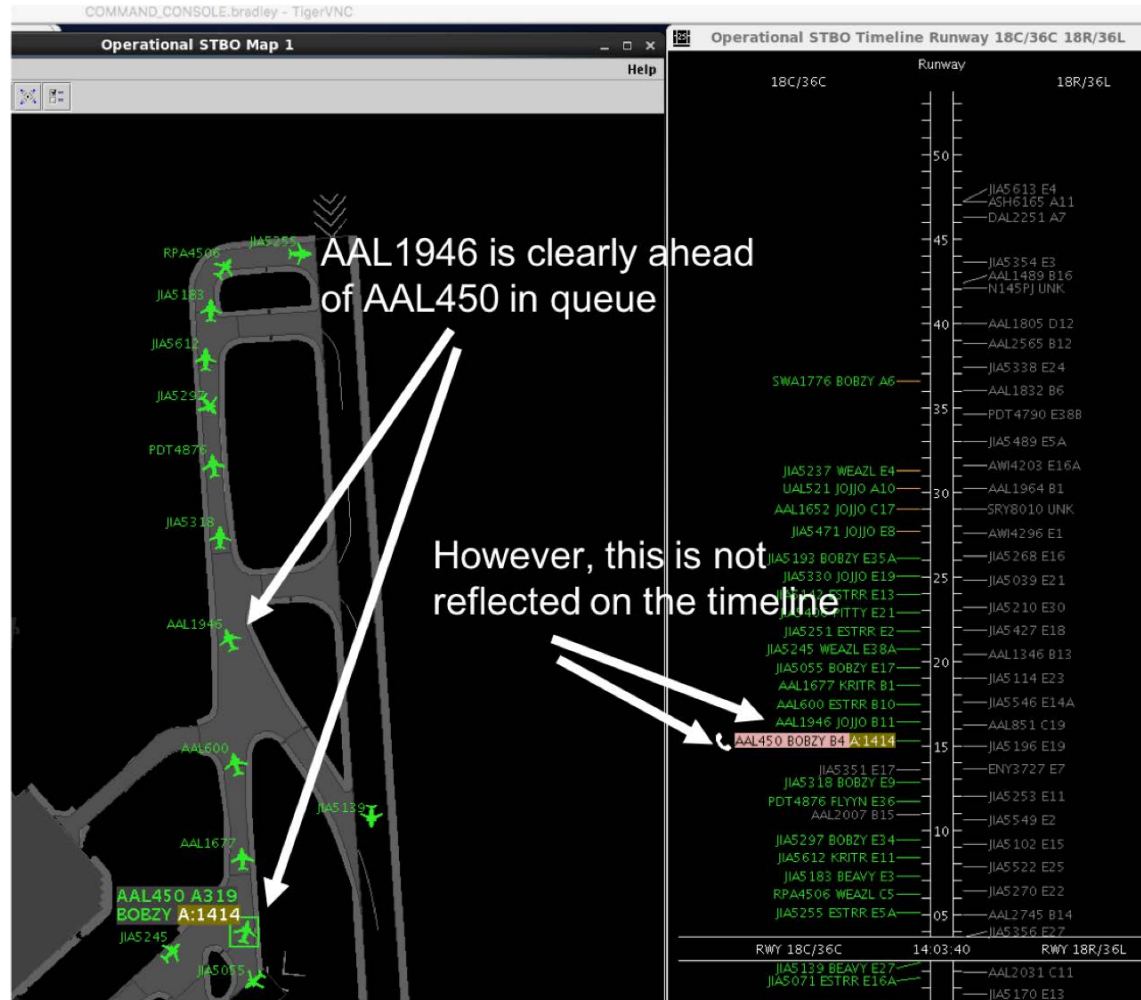 COMMAND_CONSOLE.bradley - TigerVNC
Operational STBO Map 1
Help
JIA5255
RPA4506
AAL1946 is clearly ahead
of AAL450 in queue
JIA5183
JIA5612
JIA5297
PDT4876
JIA5318
However, this is not
reflected on the timeline
AAL1946
AAL600
JIA5139
AAL1677
AAL450 A319
BOBZY A:1414
JIA5245
JIA5055
Operational STBO Timeline Runway 18C/36C 18R/36L
Runway
18C/36C 18R/36L
50
JIA5613 E4
ASH6165 A11
DAL2251 A7
45
JIA5354 E3
AAL1489 B16
N145PJ UNK
40 AAL1805 D12
AAL2565 B12
JIA5338 E24
SWA1776 BOBZY A6
AAL1832 B6
35
PDT4790 E38B
JIA5489 E5A
JIA5237 WEAZL E4 AWI4203 E16A
UAL521 JOJJO A10 30 AAL1964 B1
AAL1652 JOJJO C17 SRY8010 UNK
JIA5471 JOJJO E8 AWI4296 E1
JIA5193 BOBZY E35A JIA5268 E16
JIA5330 JOJJO E19 25 JIA5039 E21
ESTRR E13
PITTY E21 JIA5210 E30
JIA5251 ESTRR E2 JIA5427 E18
JIA5245 WEAZL E38A AAL1346 B13
JIA5055 BOBZY E17 20
AAL1677 KRITR B1 JIA5114 E23
AAL600 ESTRR B10 JIA5546 E14A
AAL1946 JOJJO B11 AAL851 C19
AAL450 BOBZY B4 A:1414 15 JIA5196 E19
JIA5351 E17 ENY3727 E7
JIA5318 BOBZY E9
PDT4876 FLYYN E36 JIA5253 E11
AAL2007 B15 JIA5549 E2
10
JIA5297 BOBZY E34 JIA5102 E15
JIA5612 KRITR E11 JIA5522 E25
JIA5183 BEAVY E3
RPA4506 WEAZL C5 JIA5270 E22
JIA5255 ESTRR E5A 05 AAL2745 B14
JIA5356 E27
RWY 18C/36C 14:03:40 RWY 18R/36L
JIA5139 BEAVY E27
JIA5071 ESTRR E16A AAL2031 C11
JIA5170 E13